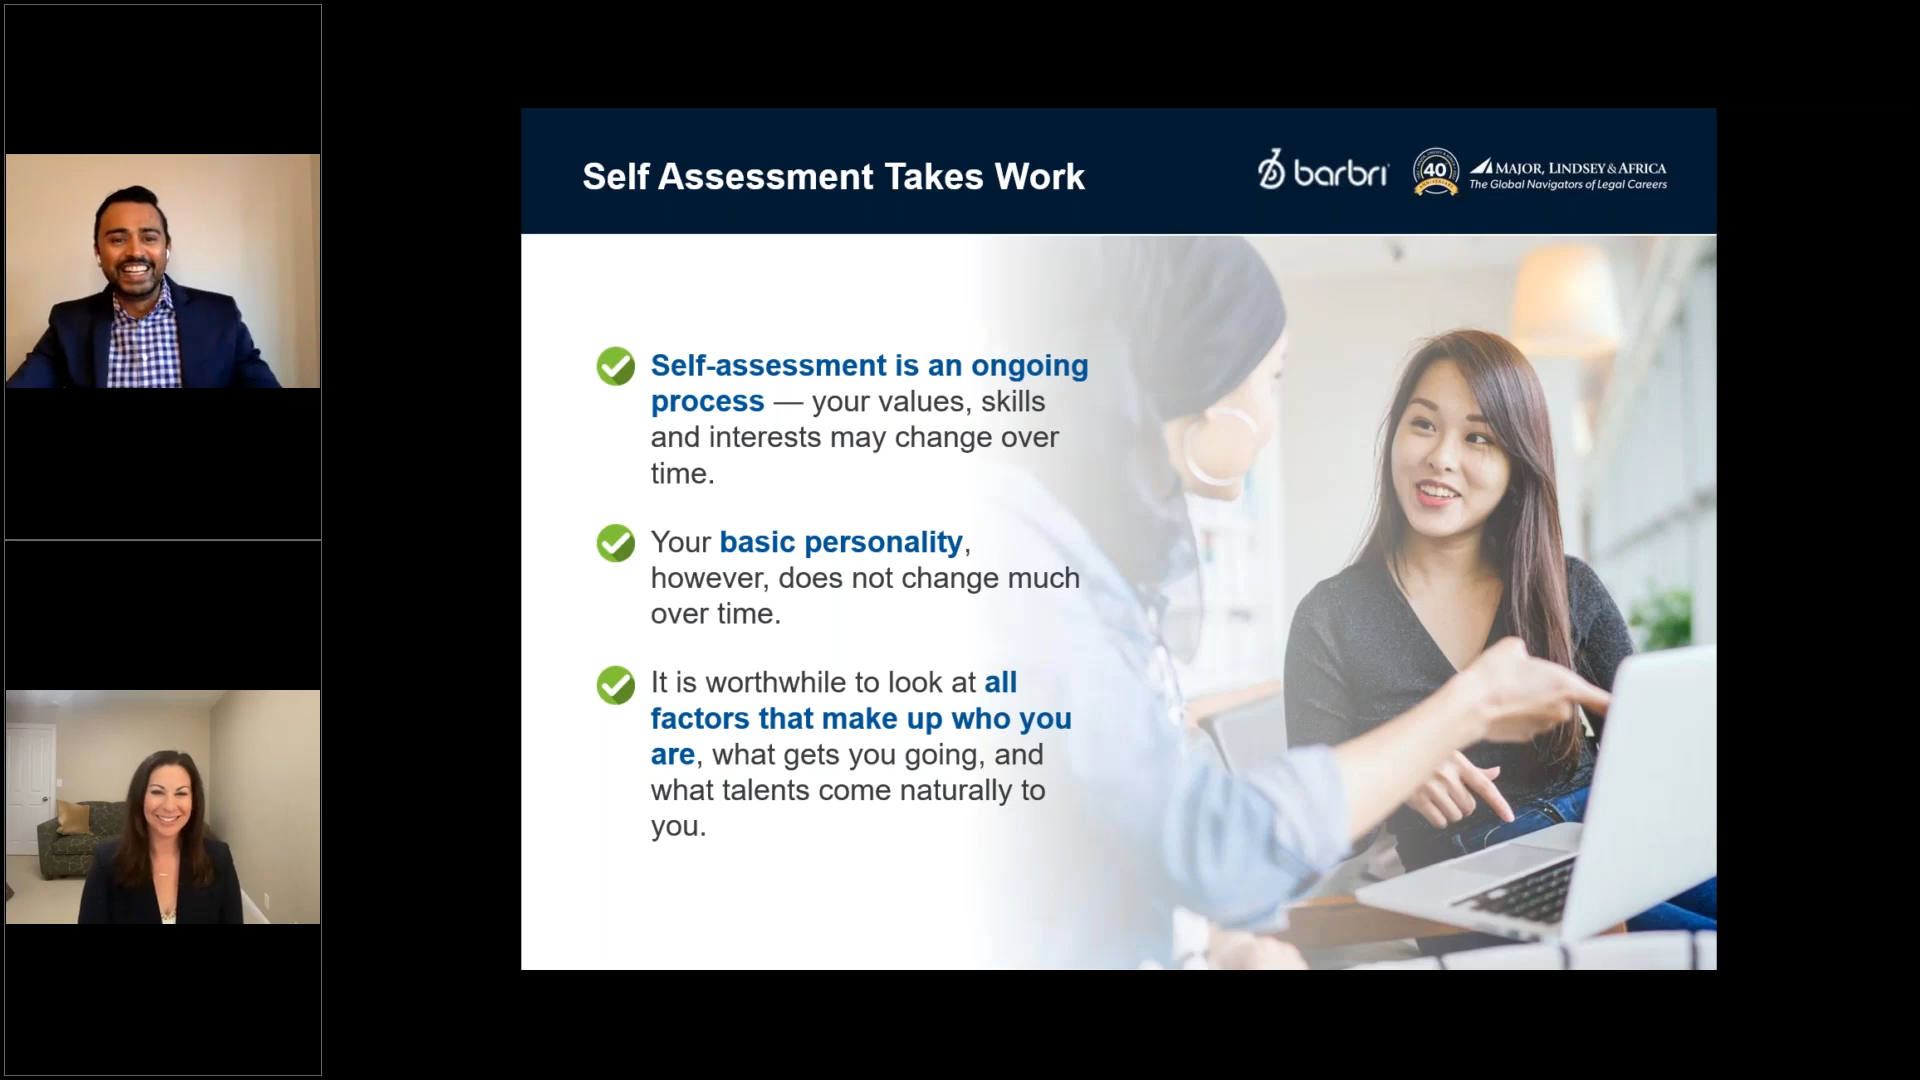 Self Assessment Takes Work
barbri
40
MAJOR, LINDSEY & AFRICA
The Global Navigators of Legal Careers
Self-assessment is an ongoing
process — your values, skills
and interests may change over
time.
Your basic personality,
however, does not change much
over time.
It is worthwhile to look at all
factors that make up who you
are, what gets you going, and
what talents come naturally to
you.